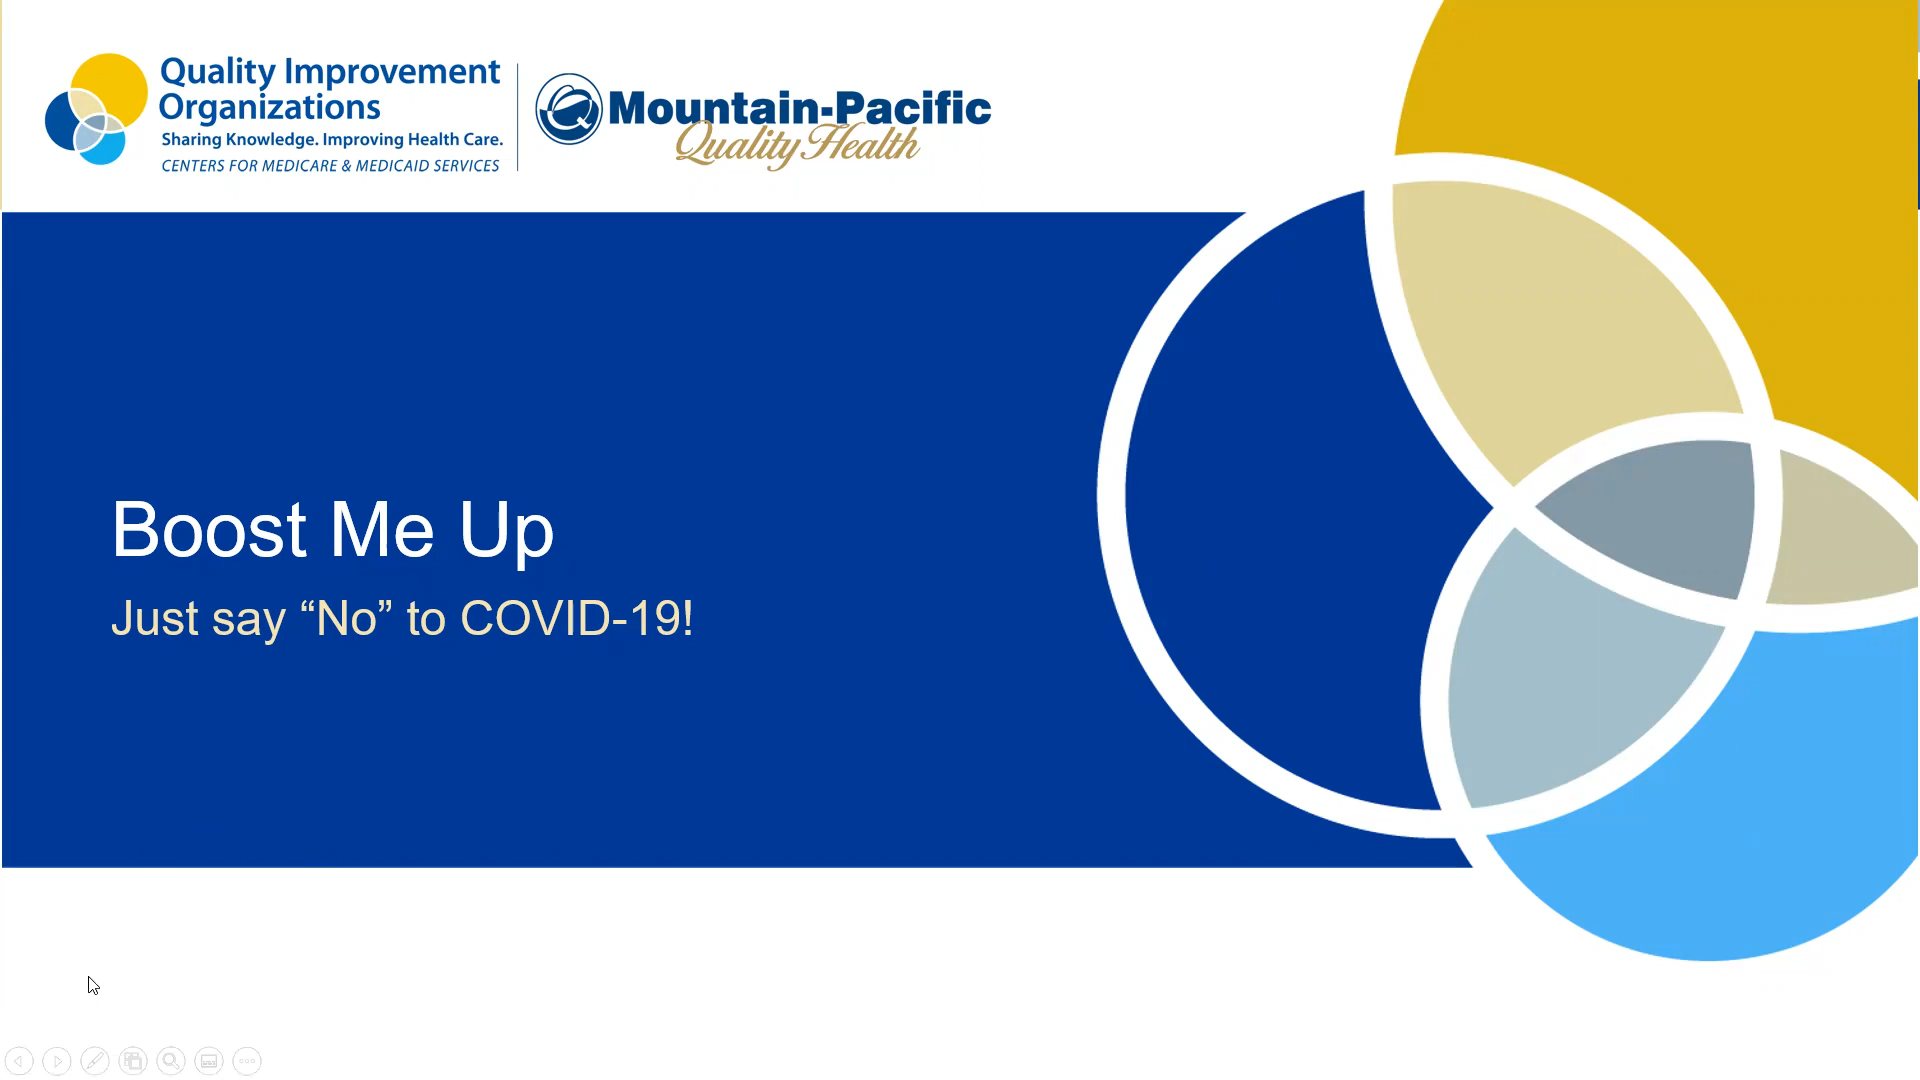 Quality Improvement
Organizations
Sharing Knowledge. Improving Health Care.
CENTERS FOR MEDICARE & MEDICAID SERVICES
Mountain-Pacific
Quality Health
Boost Me Up
Just say “No” to COVID-19!